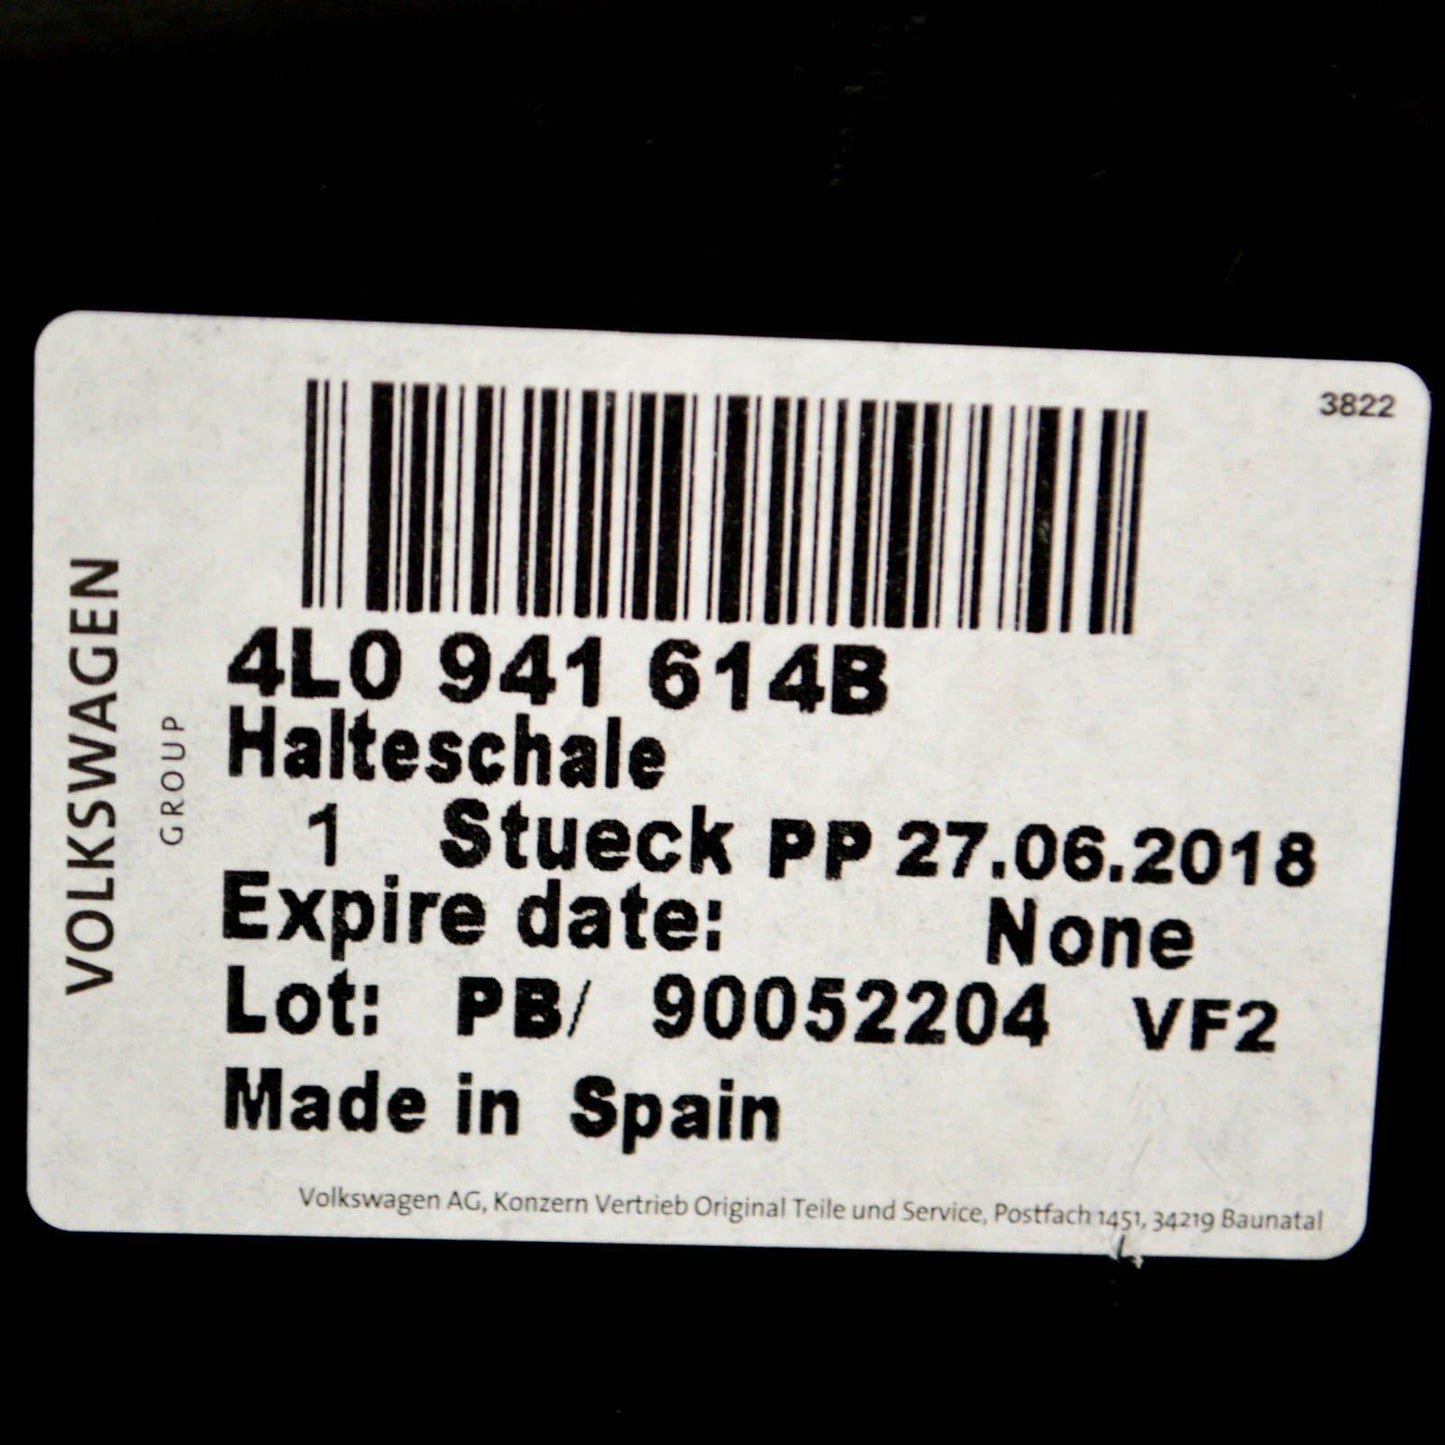 3822
VOLKSWAGEN
GROUP
4L0 941 614B
Halteschale
1 Stueck PP 27.06.2018
Expire date: None
Lot: PB/ 90052204 VF2
Made in Spain
Volkswagen AG, Konzern Vertrieb Original Teile und Service, Postfach 1451, 34219 Baunatal